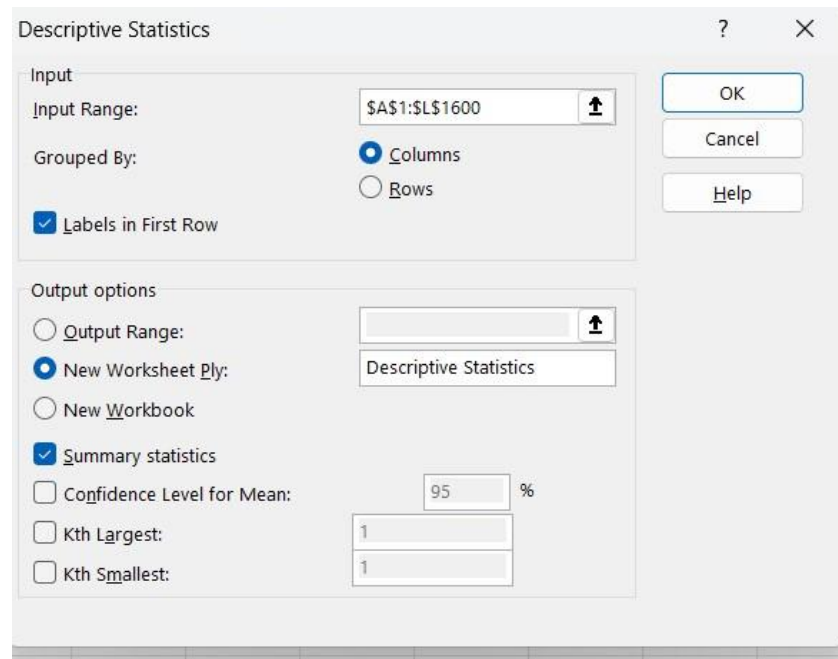 Descriptive Statistics
?
Input
Input Range:
$A$1:$L$1600
OK
Grouped By:
Columns
Cancel
Rows
Help
Labels in First Row
Output options
Output Range:
New Worksheet Ply:
Descriptive Statistics
New Workbook
Summary statistics
Confidence Level for Mean:
95
%
Kth Largest:
1
Kth Smallest:
1